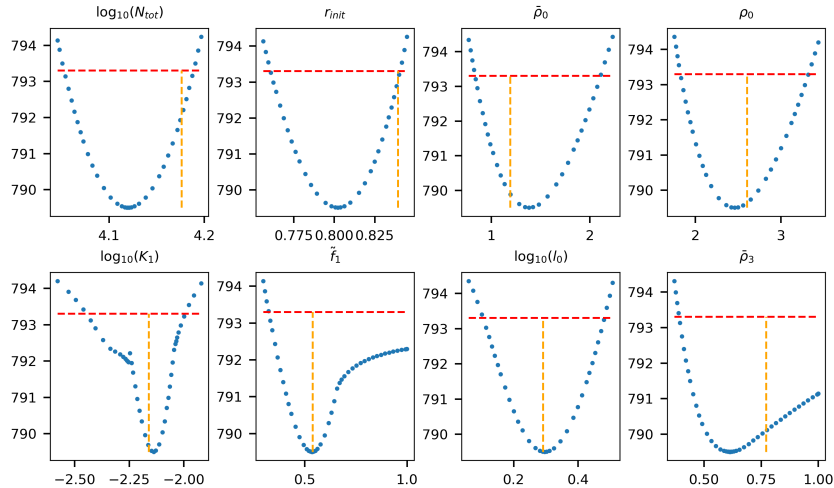 log₁₀(Nₜₒₜ) r_init ρ̄₀ ρ₀
794 794 794 794
793 793 793 793
792 792 792 792
791 791 791 791
790 790 790 790
4.1 4.2 0.775 0.800 0.825 1 2 2 3
log₁₀(K₁) f̃₁ log₁₀(l₀) ρ̄₃
794 794 794 794
793 793 793 793
792 792 792 792
791 791 791 791
790 790 790 790
−2.50 −2.25 −2.00 0.5 1.0 0.2 0.4 0.50 0.75 1.00